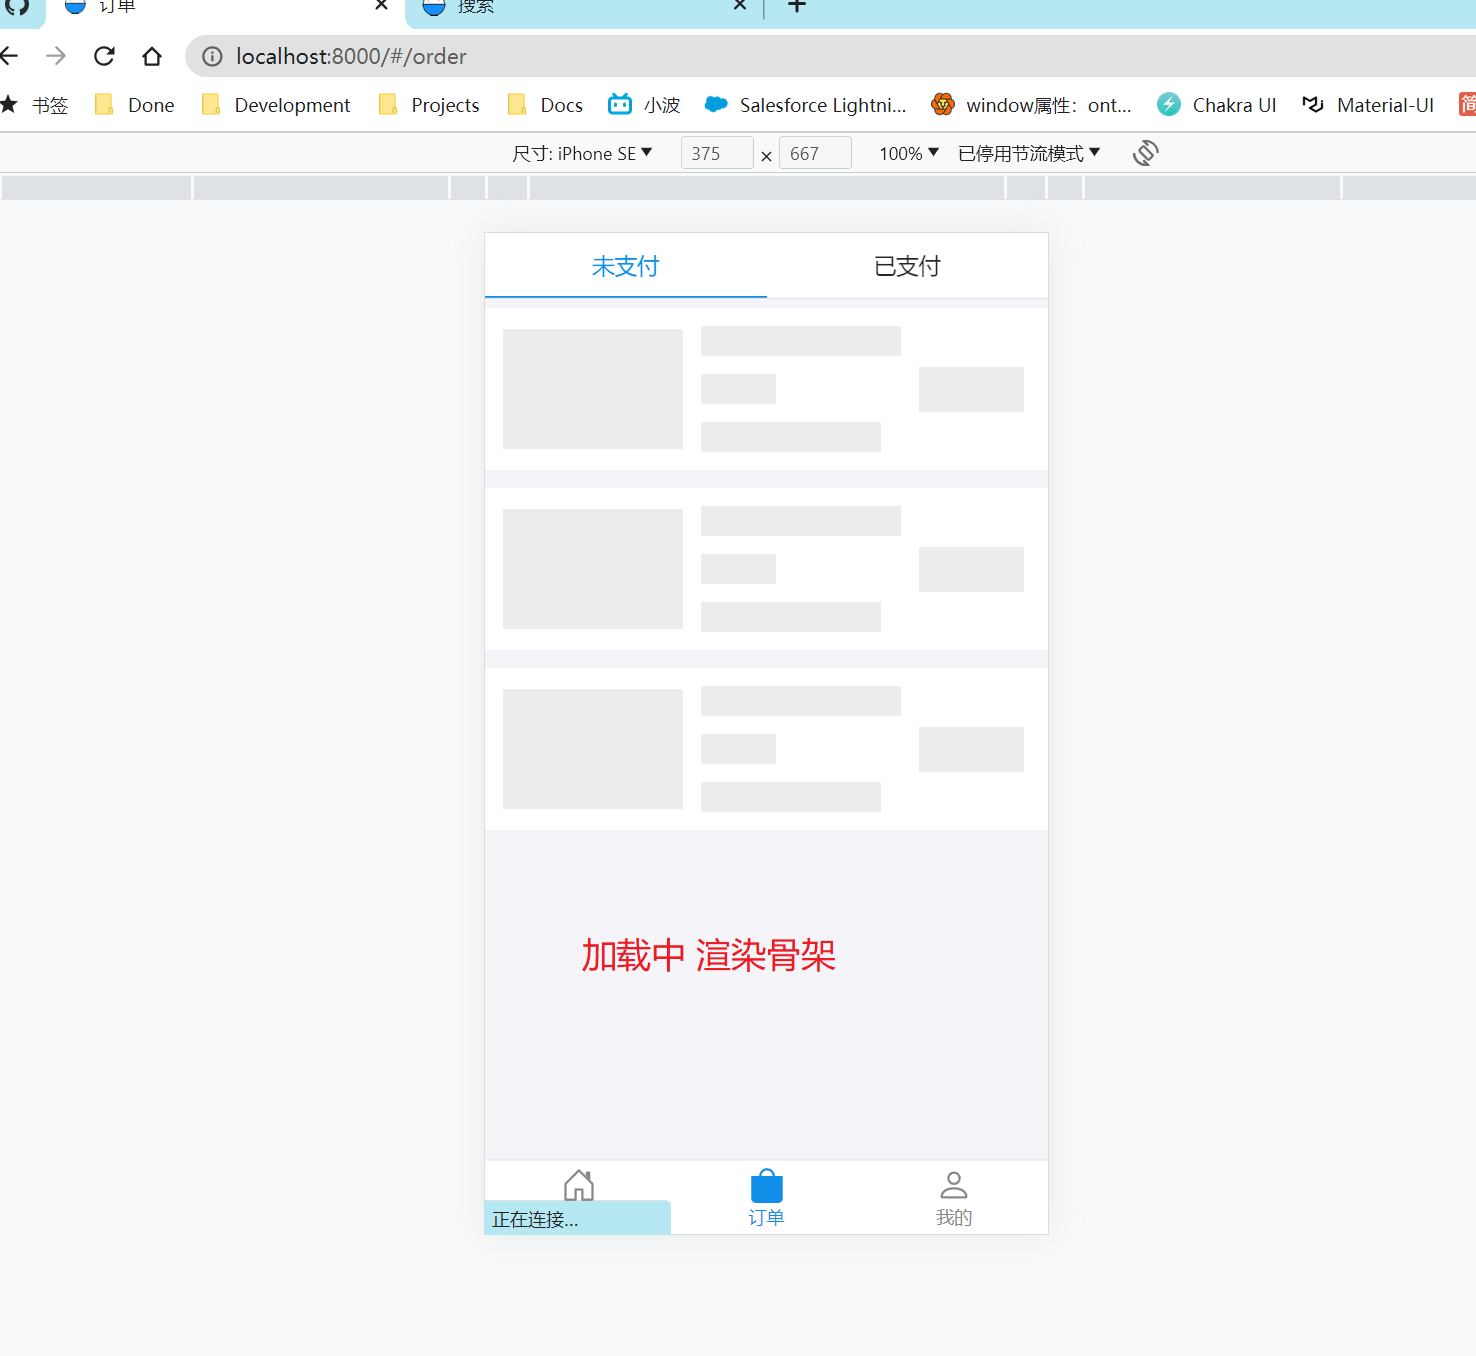 订单
搜索
localhost:8000/#/order
书签
Done
Development
Projects
Docs
小波
Salesforce Lightni...
window属性：ont...
Chakra UI
Material-UI
简
尺寸: iPhone SE
375
×
667
100%
已停用节流模式
未支付
已支付
加载中 渲染骨架
正在连接...
订单
我的